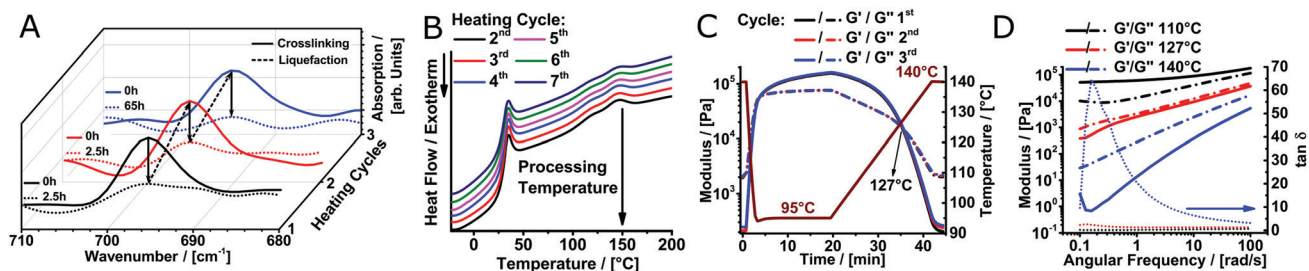 A
Crosslinking
Liquefaction
0h
65h
0h
2.5h
0h
2.5h
Absorption /
[arb. Units]
3
2
1
Heating Cycles
710
700
690
680
Wavenumber / [cm⁻¹]
B
Heating Cycle:
2nd
5th
3rd
6th
4th
7th
Heat Flow / Exotherm
Processing
Temperature
0
50
100
150
200
Temperature / [°C]
C
Cycle:
/ G' / G'' 1st
/ G' / G'' 2nd
/ G' / G'' 3rd
140°C
127°C
95°C
Modulus / [Pa]
10⁵
10⁴
10³
Temperature / [°C]
140
130
120
110
100
90
0
10
20
30
40
Time / [min]
D
/ G'/G'' 110°C
/ G'/G'' 127°C
/ G'/G'' 140°C
Modulus / [Pa]
10⁵
10⁴
10³
10²
10¹
10⁰
10⁻¹
70
60
50
40
30
20
10
0
tan δ
0.1
1
10
100
Angular Frequency / [rad/s]